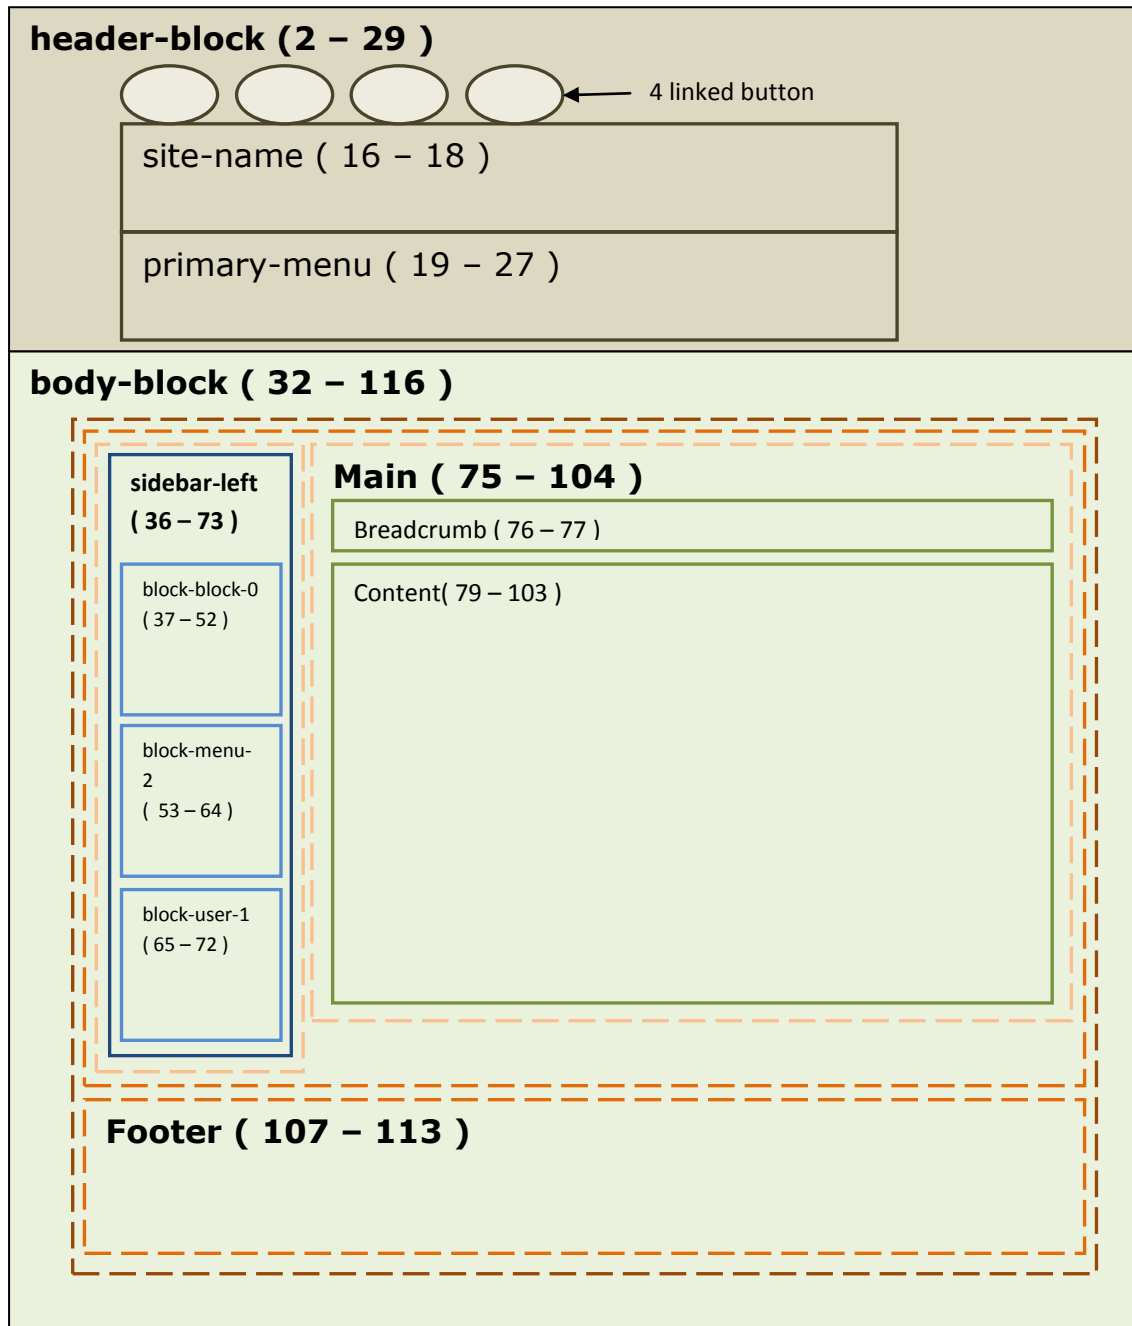 header-block (2 – 29 )
4 linked button
site-name ( 16 – 18 )
primary-menu ( 19 – 27 )
body-block ( 32 – 116 )
sidebar-left
( 36 – 73 )
block-block-0
( 37 – 52 )
block-menu-
2
( 53 – 64 )
block-user-1
( 65 – 72 )
Main ( 75 – 104 )
Breadcrumb ( 76 – 77 )
Content( 79 – 103 )
Footer ( 107 – 113 )